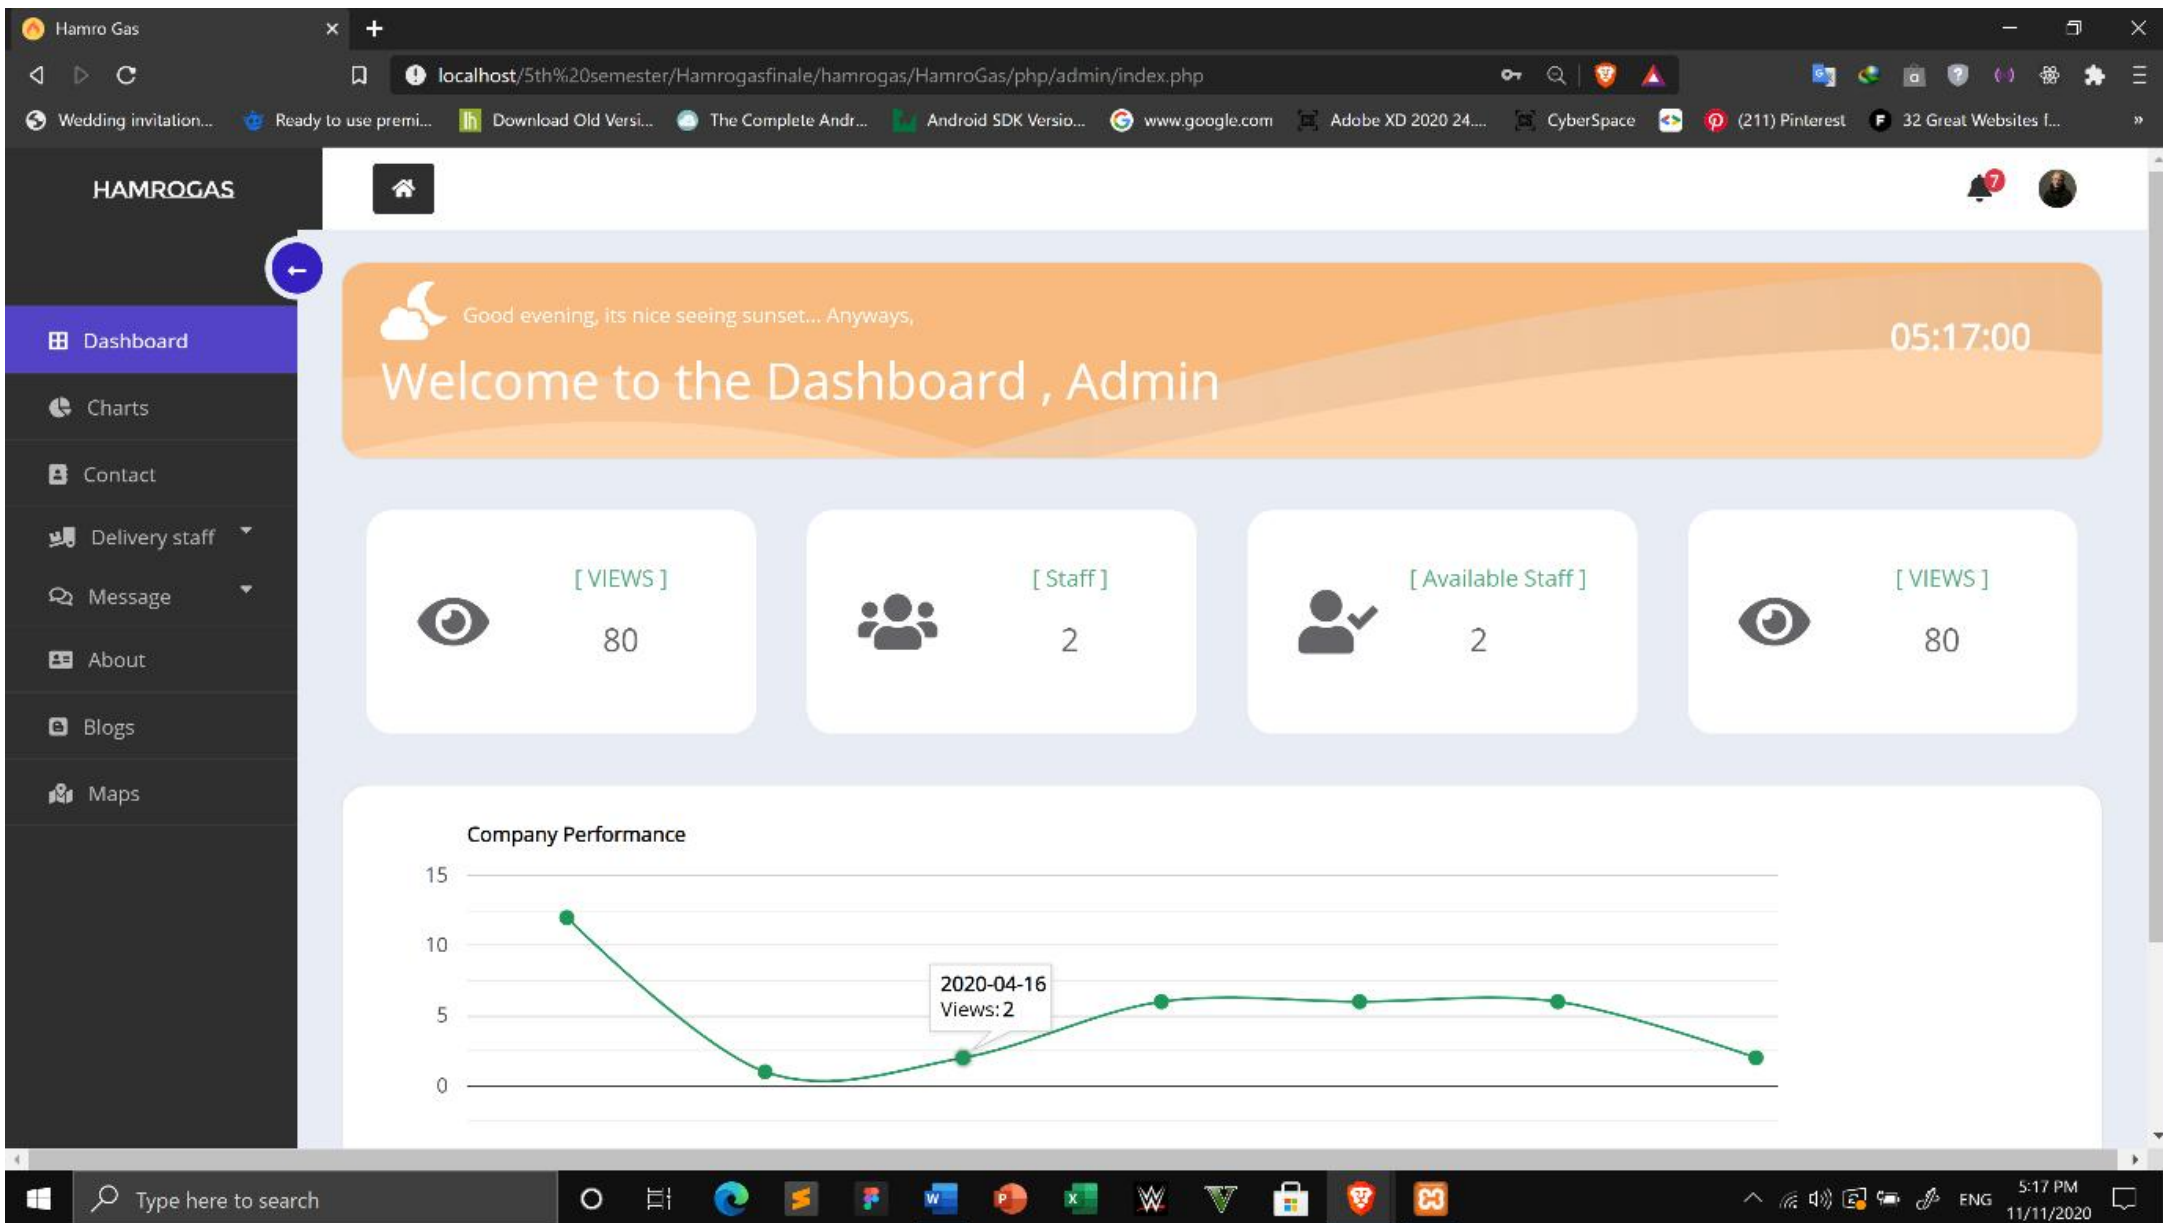 Hamro Gas
localhost/5th%20semester/Hamrogasfinale/hamrogas/HamroGas/php/admin/index.php
Wedding invitation... Ready to use premi... Download Old Versi... The Complete Andr... Android SDK Versio... www.google.com Adobe XD 2020 24.... CyberSpace (211) Pinterest 32 Great Websites f... »
HAMROGAS
7
Dashboard
Charts
Contact
Delivery staff
Message
About
Blogs
Maps
Good evening, its nice seeing sunset... Anyways,
Welcome to the Dashboard , Admin
05:17:00
[ VIEWS ]
80
[ Staff ]
2
[ Available Staff ]
2
[ VIEWS ]
80
Company Performance
15
10
5
0
2020-04-16
Views: 2
Type here to search
ENG
5:17 PM
11/11/2020